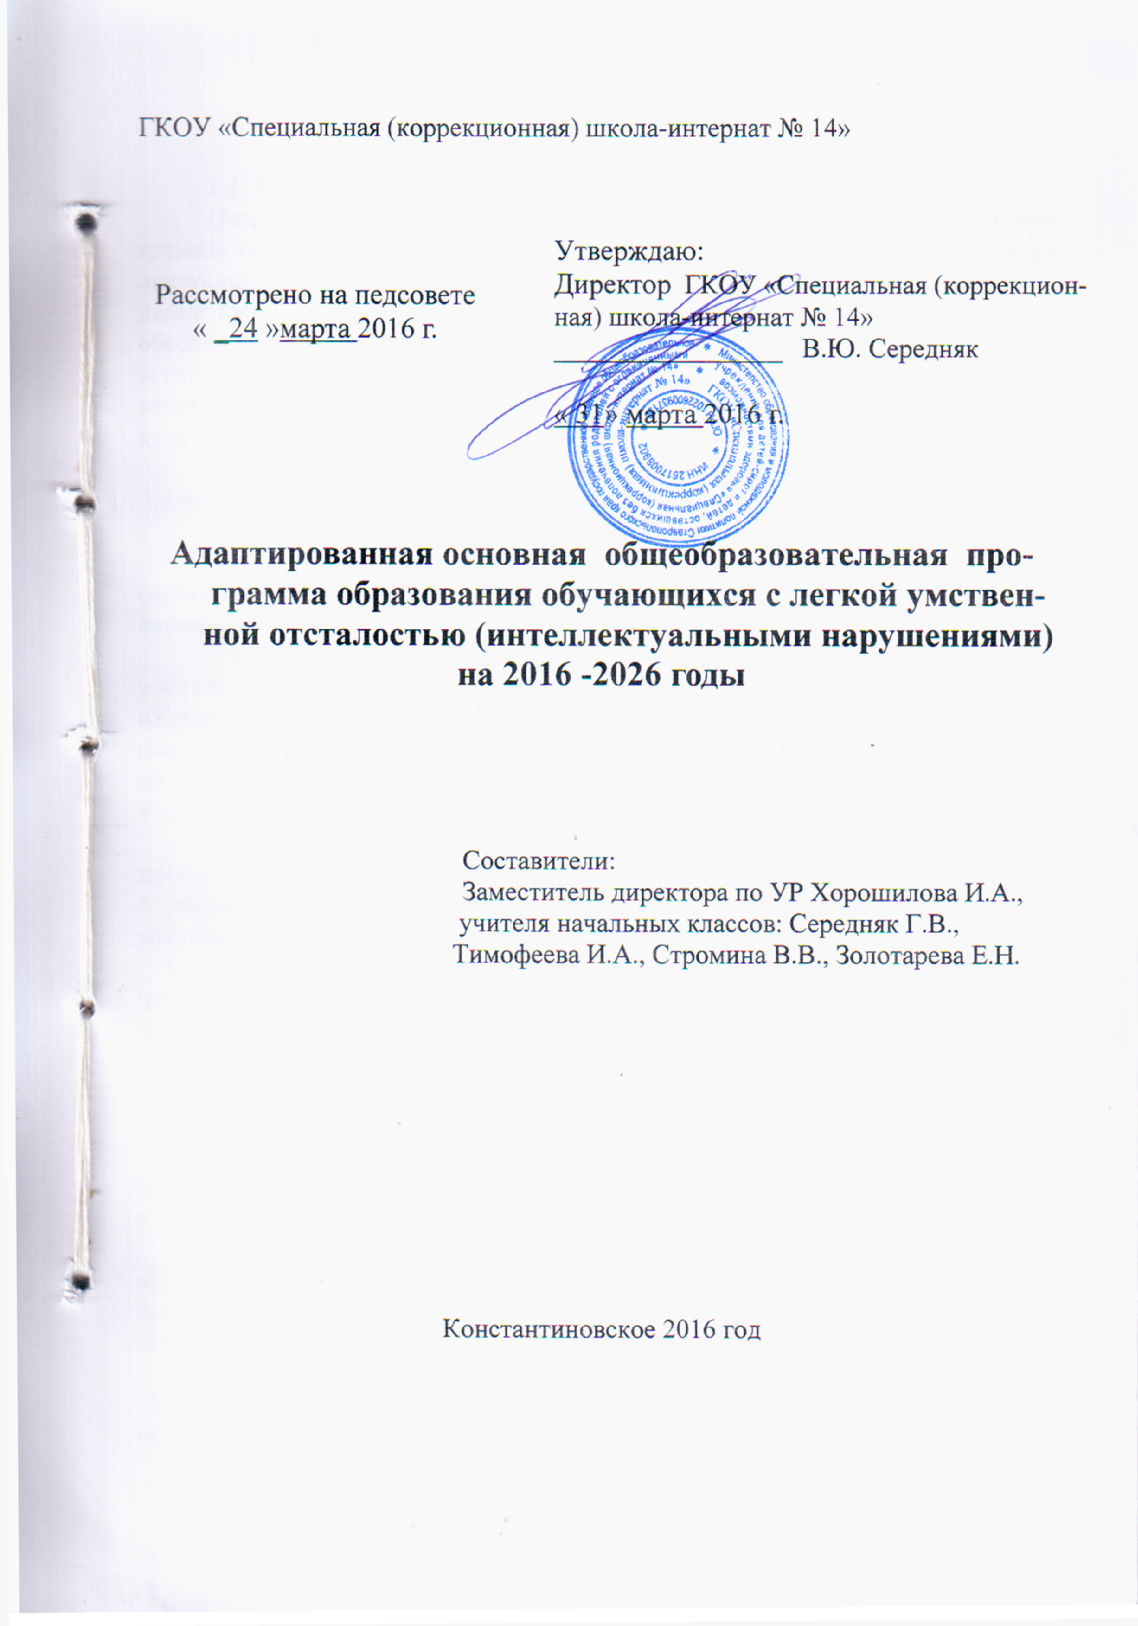 ГКОУ «Специальная (коррекционная) школа-интернат № 14»
Рассмотрено на педсовете
« _24 »марта 2016 г.
Утверждаю:
Директор ГКОУ «Специальная (коррекцион-
ная) школа-интернат № 14»
________________ В.Ю. Середняк
« 31» марта 2016 г.
Адаптированная основная общеобразовательная про-
грамма образования обучающихся с легкой умствен-
ной отсталостью (интеллектуальными нарушениями)
на 2016 -2026 годы
Составители:
Заместитель директора по УР Хорошилова И.А.,
учителя начальных классов: Середняк Г.В.,
Тимофеева И.А., Стромина В.В., Золотарева Е.Н.
Константиновское 2016 год